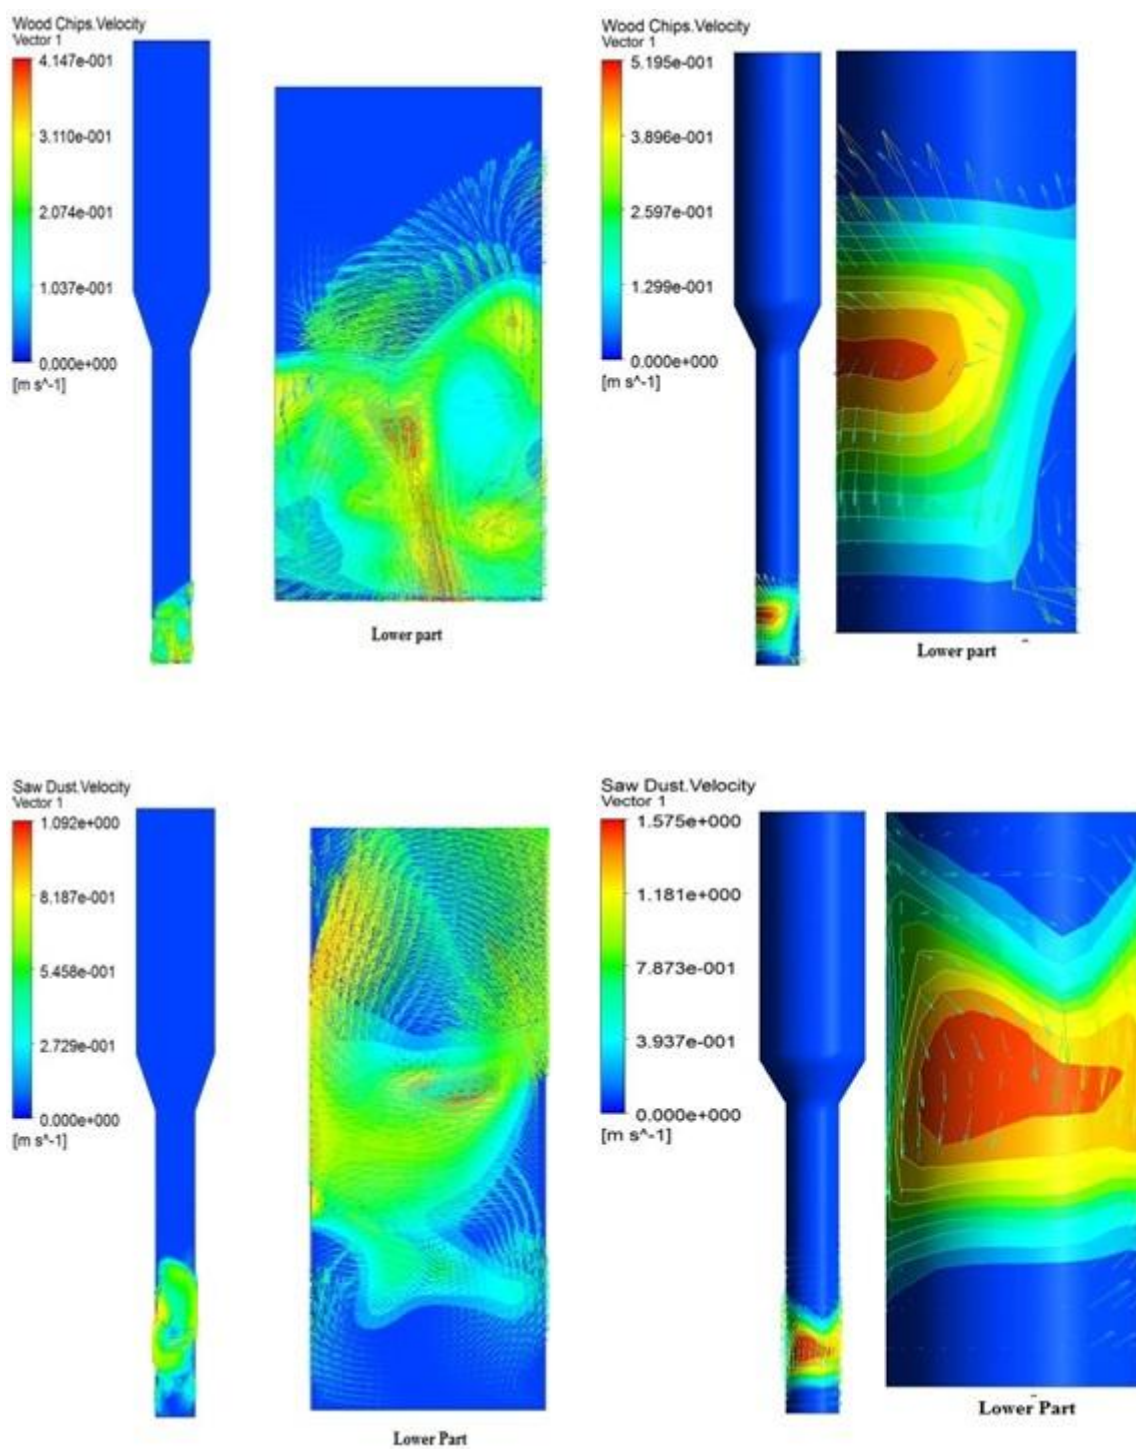 Wood Chips.Velocity
Vector 1
4.147e-001
3.110e-001
2.074e-001
1.037e-001
0.000e+000
[m s^-1]
Lower part
Wood Chips.Velocity
Vector 1
5.195e-001
3.896e-001
2.597e-001
1.299e-001
0.000e+000
[m s^-1]
Lower part
Saw Dust.Velocity
Vector 1
1.092e+000
8.187e-001
5.458e-001
2.729e-001
0.000e+000
[m s^-1]
Lower Part
Saw Dust.Velocity
Vector 1
1.575e+000
1.181e+000
7.873e-001
3.937e-001
0.000e+000
[m s^-1]
Lower Part